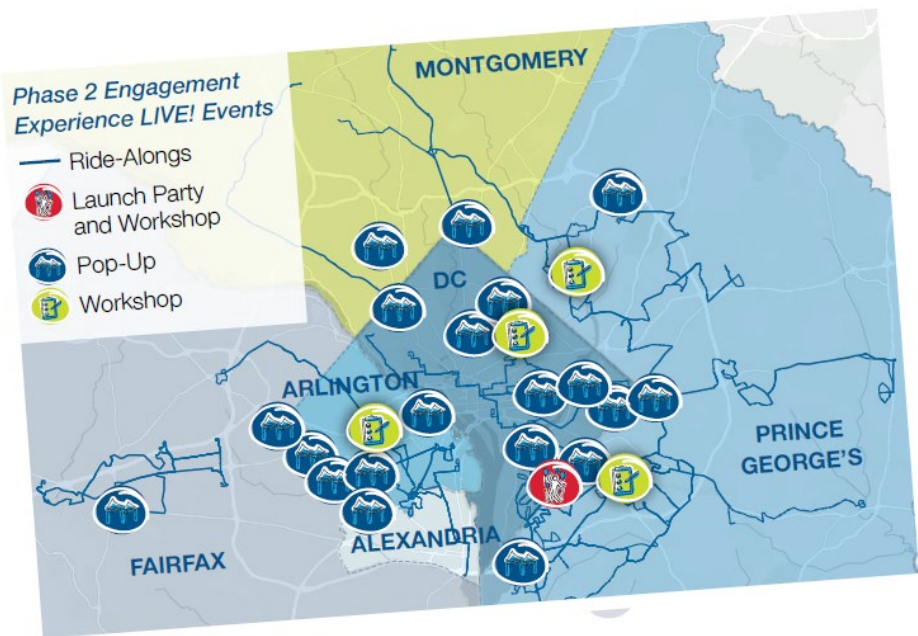 Phase 2 Engagement
Experience LIVE! Events
Ride-Alongs
Launch Party
and Workshop
Pop-Up
Workshop
MONTGOMERY
DC
ARLINGTON
PRINCE
GEORGE'S
ALEXANDRIA
FAIRFAX